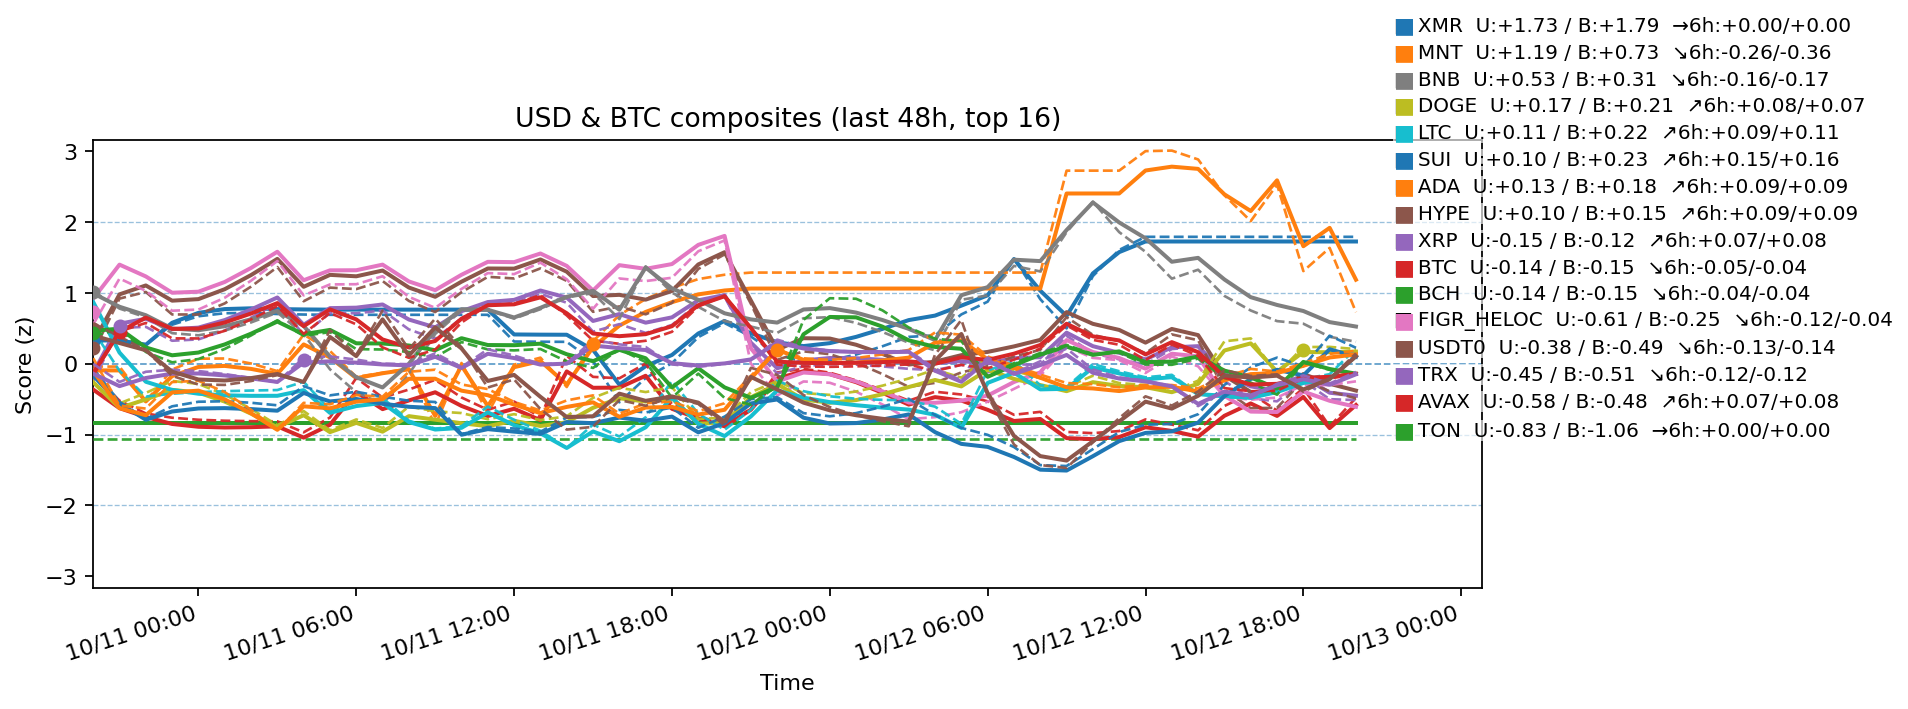 XMR  U:+1.73 / B:+1.79  →6h:+0.00/+0.00
MNT  U:+1.19 / B:+0.73  ↘6h:-0.26/-0.36
BNB  U:+0.53 / B:+0.31  ↘6h:-0.16/-0.17
DOGE  U:+0.17 / B:+0.21  ↗6h:+0.08/+0.07
LTC  U:+0.11 / B:+0.22  ↗6h:+0.09/+0.11
SUI  U:+0.10 / B:+0.23  ↗6h:+0.15/+0.16
ADA  U:+0.13 / B:+0.18  ↗6h:+0.09/+0.09
HYPE  U:+0.10 / B:+0.15  ↗6h:+0.09/+0.09
XRP  U:-0.15 / B:-0.12  ↗6h:+0.07/+0.08
BTC  U:-0.14 / B:-0.15  ↘6h:-0.05/-0.04
BCH  U:-0.14 / B:-0.15  ↘6h:-0.04/-0.04
FIGR_HELOC  U:-0.61 / B:-0.25  ↘6h:-0.12/-0.04
USDT0  U:-0.38 / B:-0.49  ↘6h:-0.13/-0.14
TRX  U:-0.45 / B:-0.51  ↘6h:-0.12/-0.12
AVAX  U:-0.58 / B:-0.48  ↗6h:+0.07/+0.08
TON  U:-0.83 / B:-1.06  →6h:+0.00/+0.00
USD & BTC composites (last 48h, top 16)
Score (z)
3
2
1
0
−1
−2
−3
10/11 00:00
10/11 06:00
10/11 12:00
10/11 18:00
10/12 00:00
10/12 06:00
10/12 12:00
10/12 18:00
10/13 00:00
Time